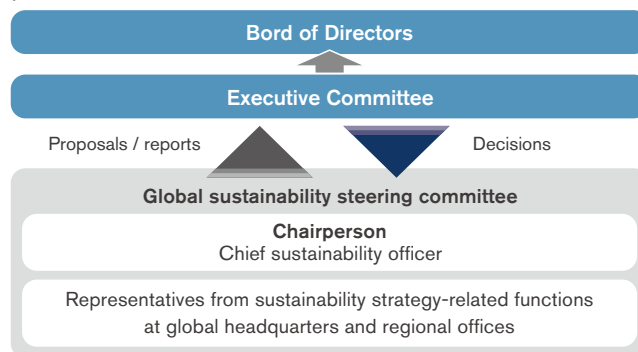 Bord of Directors
Executive Committee
Proposals / reports
Decisions
Global sustainability steering committee
Chairperson
Chief sustainability officer
Representatives from sustainability strategy-related functions
at global headquarters and regional offices